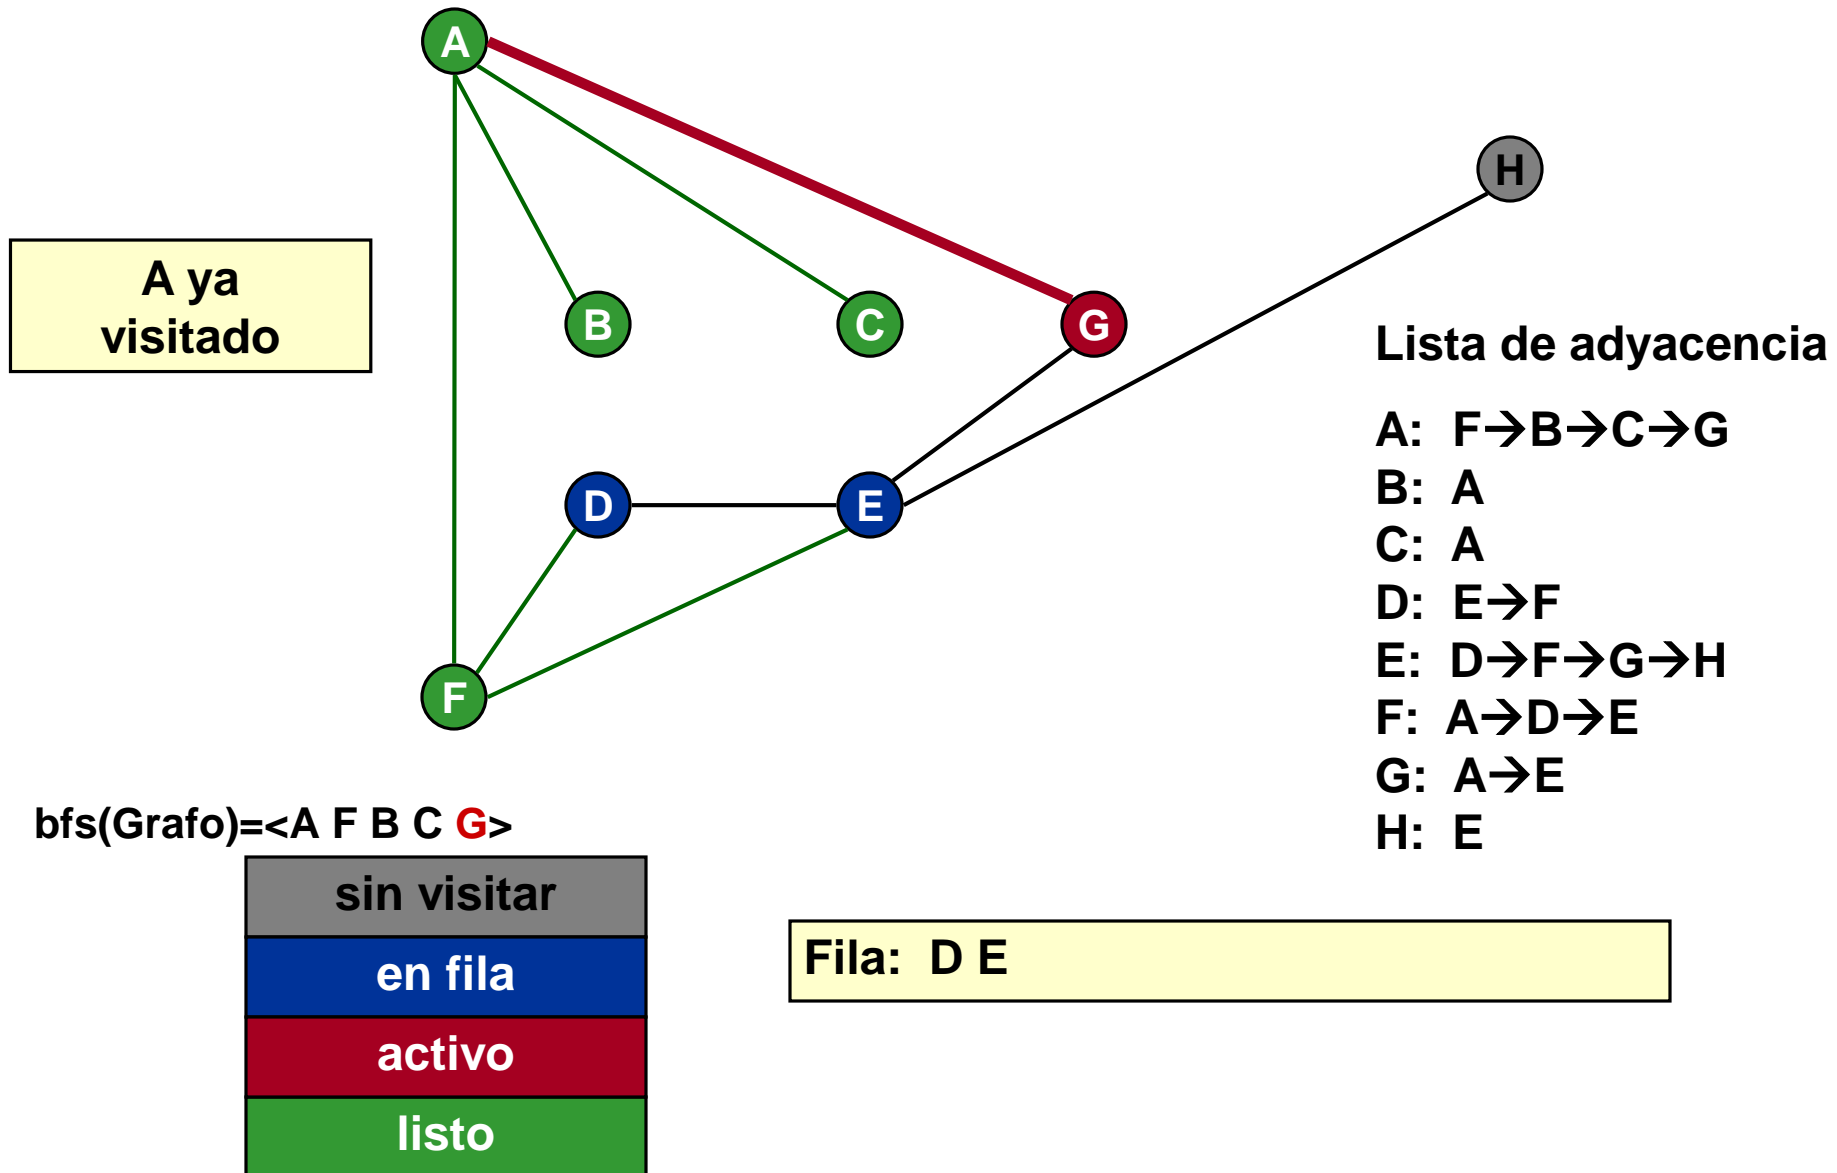 A
H
A ya
visitado
B
C
G
D
E
F
Lista de adyacencia
A: F→B→C→G
B: A
C: A
D: E→F
E: D→F→G→H
F: A→D→E
G: A→E
H: E
bfs(Grafo)=<A F B C G>
sin visitar
en fila
activo
listo
Fila: D E